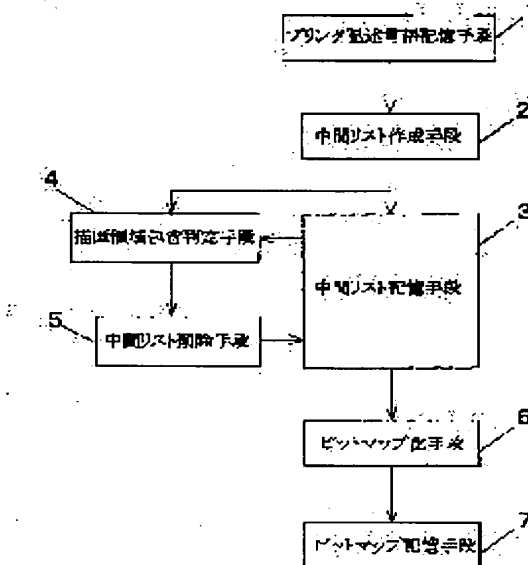 1
プリンタ記述言語記憶手段
2
中間リスト作成手段
4
3
描画領域包含判定手段
中間リスト記憶手段
5
中間リスト削除手段
6
ビットマップ化手段
7
ビットマップ記憶手段